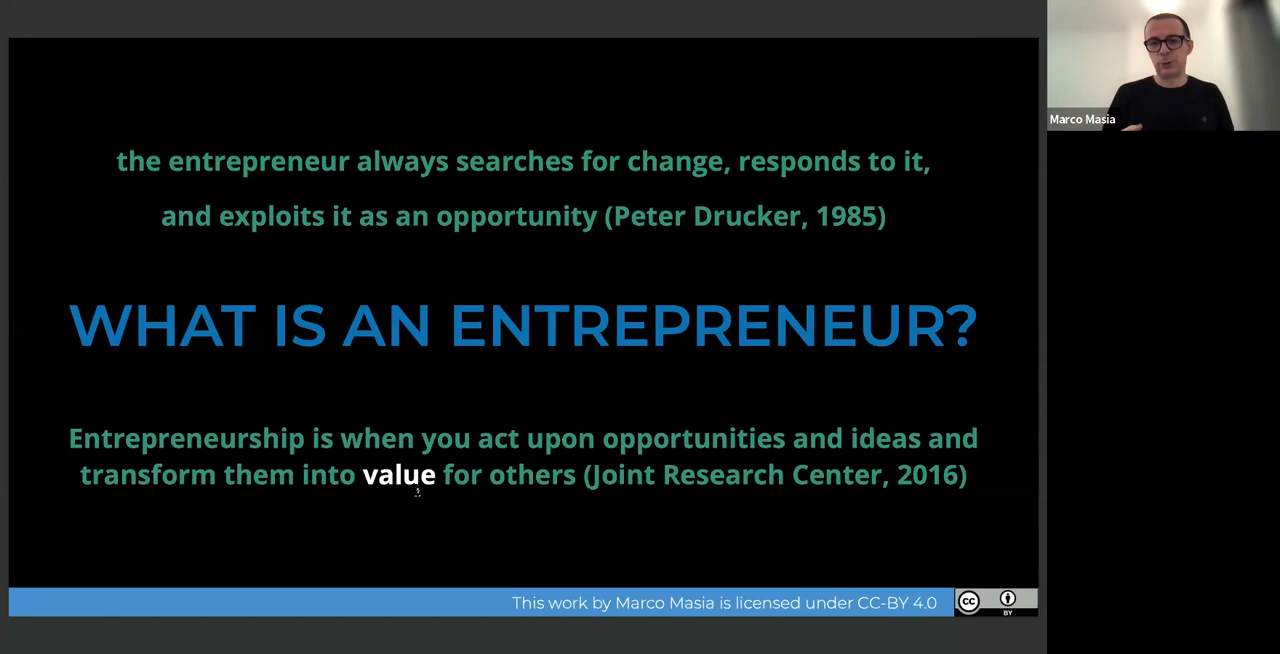 the entrepreneur always searches for change, responds to it,
and exploits it as an opportunity (Peter Drucker, 1985)
WHAT IS AN ENTREPRENEUR?
Entrepreneurship is when you act upon opportunities and ideas and
transform them into value for others (Joint Research Center, 2016)
This work by Marco Masia is licensed under CC-BY 4.0
cc
BY
Marco Masia